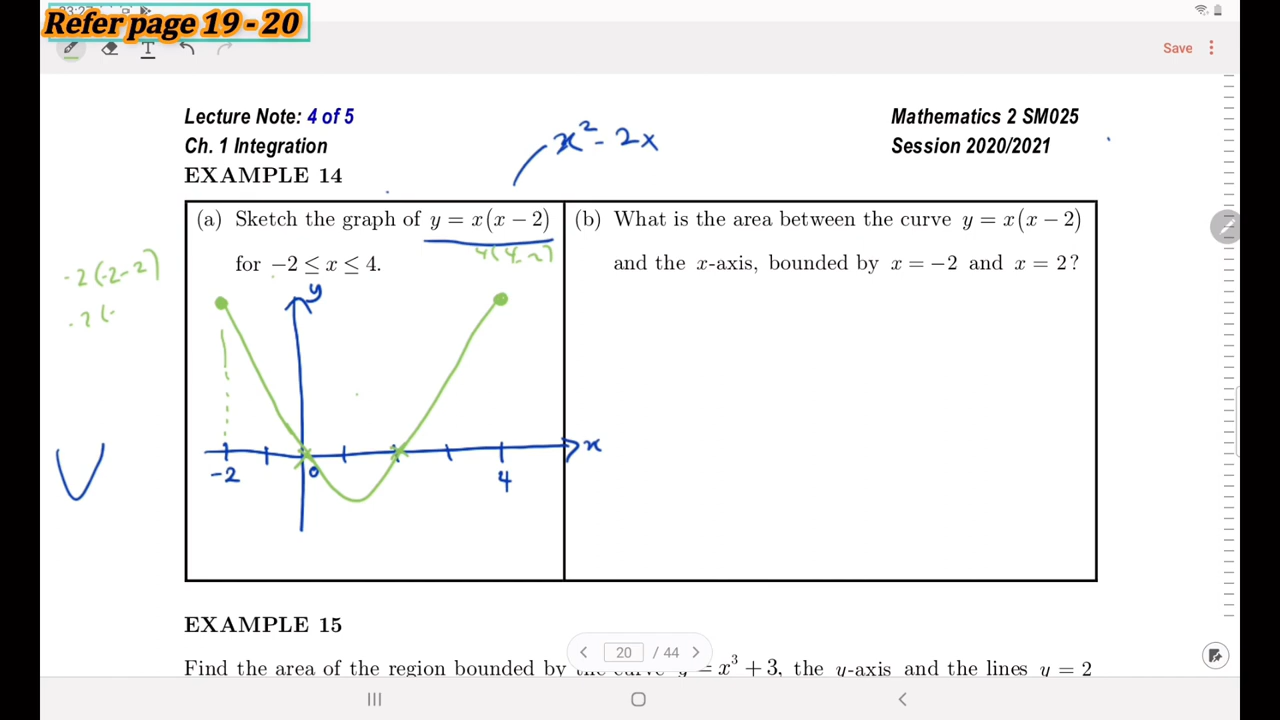 23:27
Refer page 19 - 20
Save
Lecture Note: 4 of 5
Mathematics 2 SM025
Ch. 1 Integration
Session 2020/2021
x² - 2x
EXAMPLE 14
(a) Sketch the graph of y = x(x − 2)
for −2 ≤ x ≤ 4.
4(4-2)
(b) What is the area between the curve y = x(x − 2)
and the x-axis, bounded by x = −2 and x = 2?
-2(-2-2)
-2(-
y
x
-2
0
4
EXAMPLE 15
20 / 44
Find the area of the region bounded by the curve y = x³ + 3, the y-axis and the lines y = 2